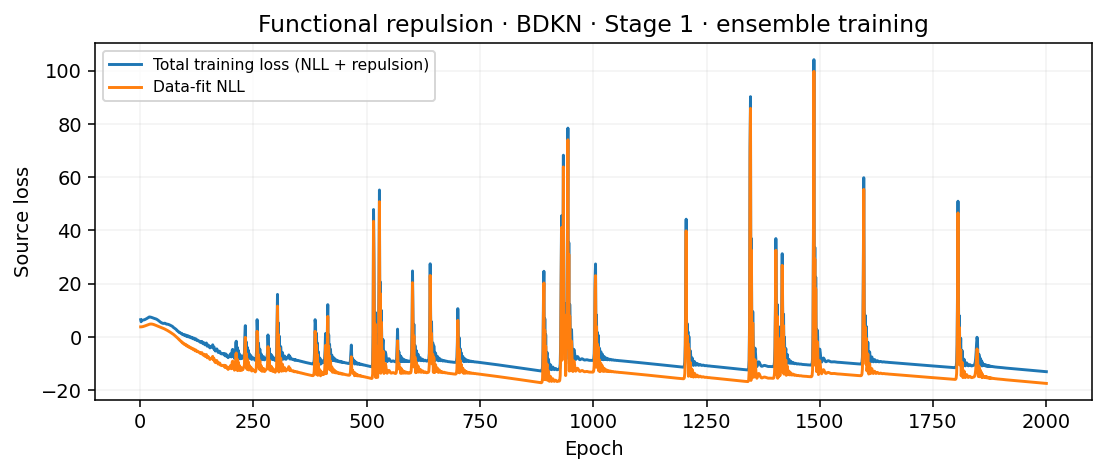 Functional repulsion · BDKN · Stage 1 · ensemble training
Total training loss (NLL + repulsion)
Data-fit NLL
Source loss
100
80
60
40
20
0
−20
0 250 500 750 1000 1250 1500 1750 2000
Epoch